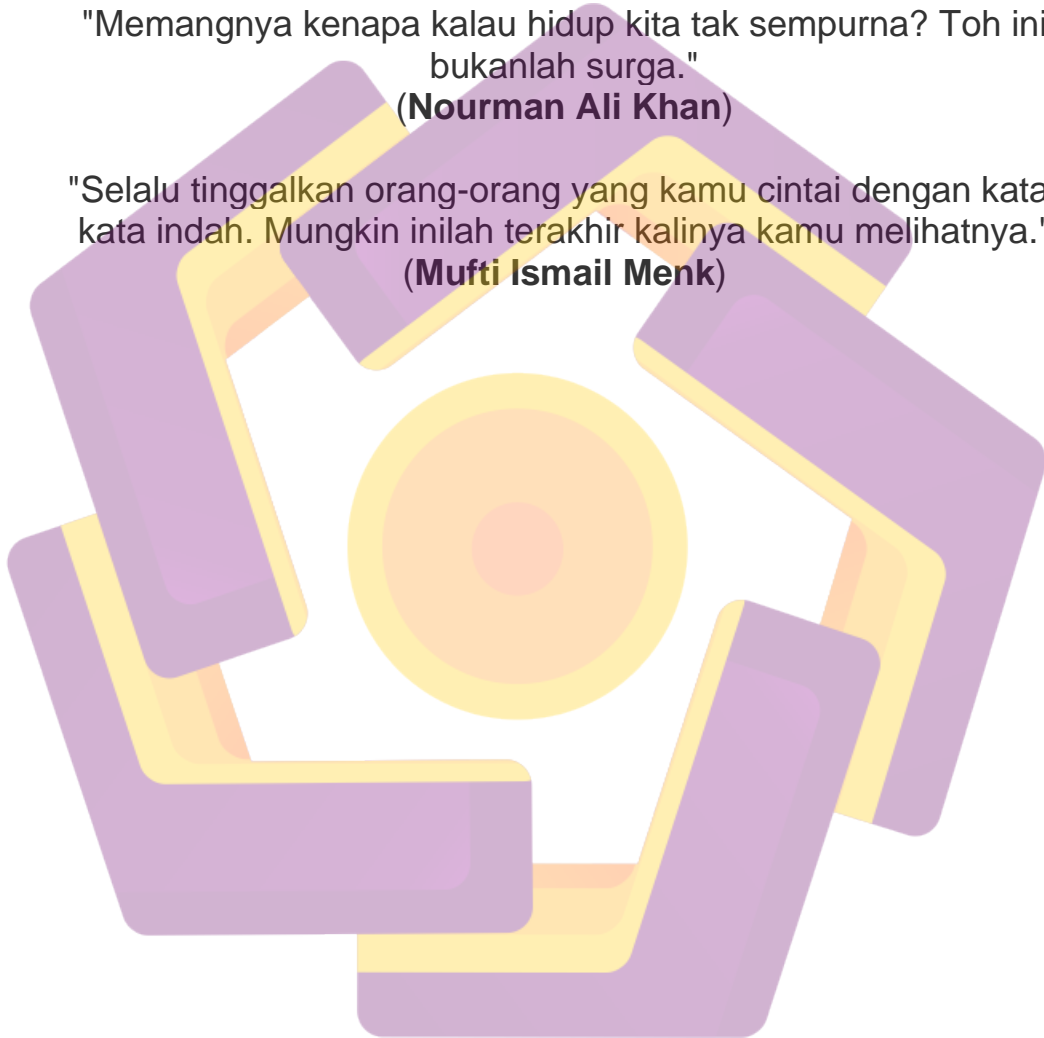 "Memangnya kenapa kalau hidup kita tak sempurna? Toh ini
bukanlah surga."
(Nourman Ali Khan)
"Selalu tinggalkan orang-orang yang kamu cintai dengan kata
kata indah. Mungkin inilah terakhir kalinya kamu melihatnya."
(Mufti Ismail Menk)